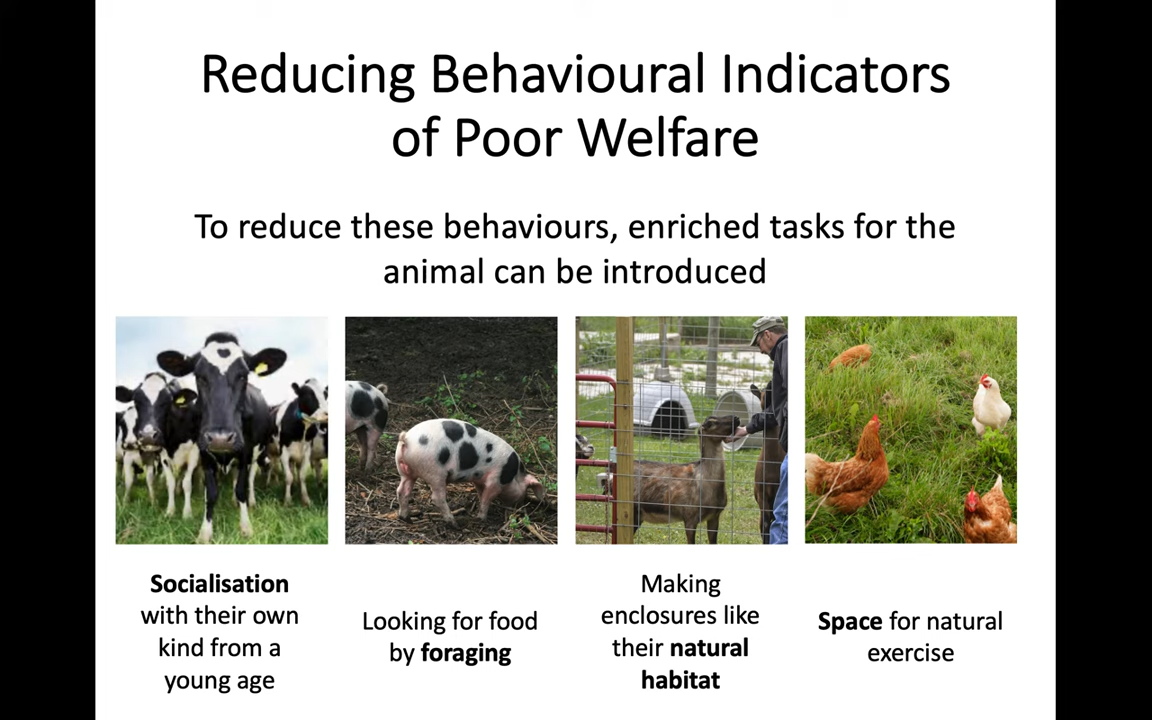 Reducing Behavioural Indicators
of Poor Welfare
To reduce these behaviours, enriched tasks for the
animal can be introduced
Socialisation
with their own
kind from a
young age
Looking for food
by foraging
Making
enclosures like
their natural
habitat
Space for natural
exercise